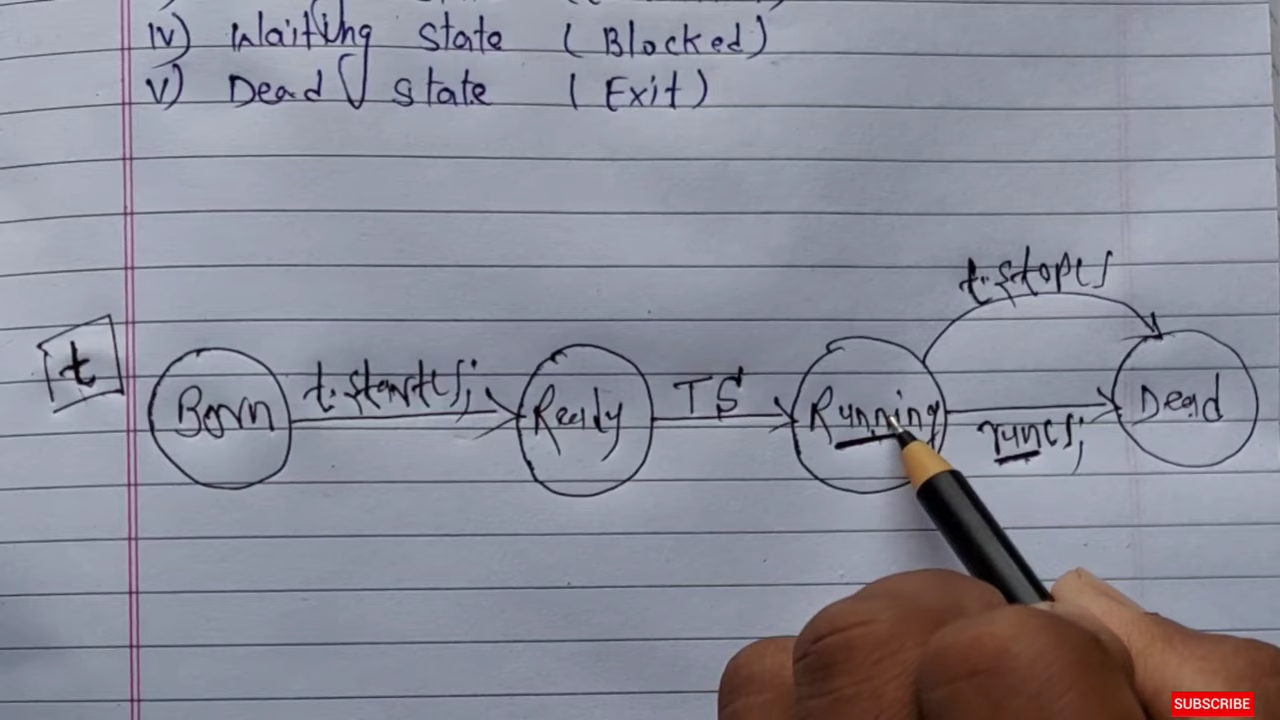 iv) Waiting state (Blocked)
v) Dead state (Exit)
t.stop()
t
Born
t.start();
Ready
TS
Running
run();
Dead
SUBSCRIBE